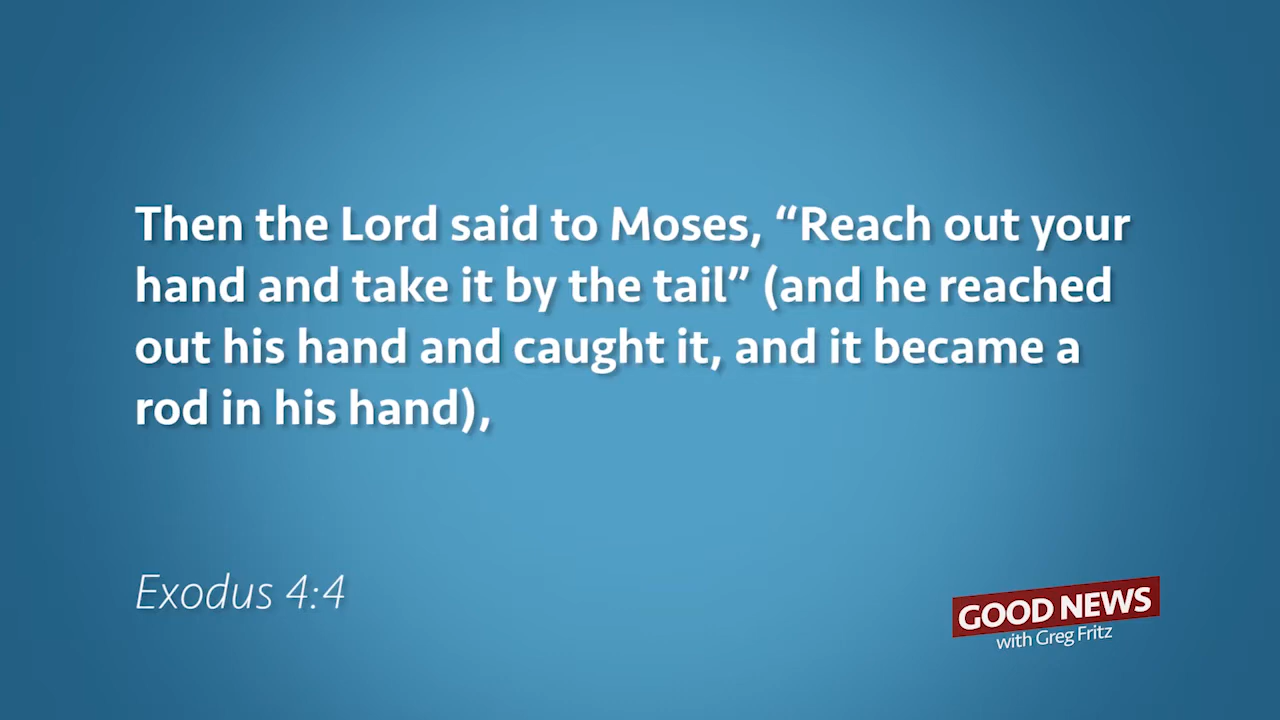 Then the Lord said to Moses, “Reach out your
hand and take it by the tail” (and he reached
out his hand and caught it, and it became a
rod in his hand),
Exodus 4:4
GOOD NEWS
with Greg Fritz